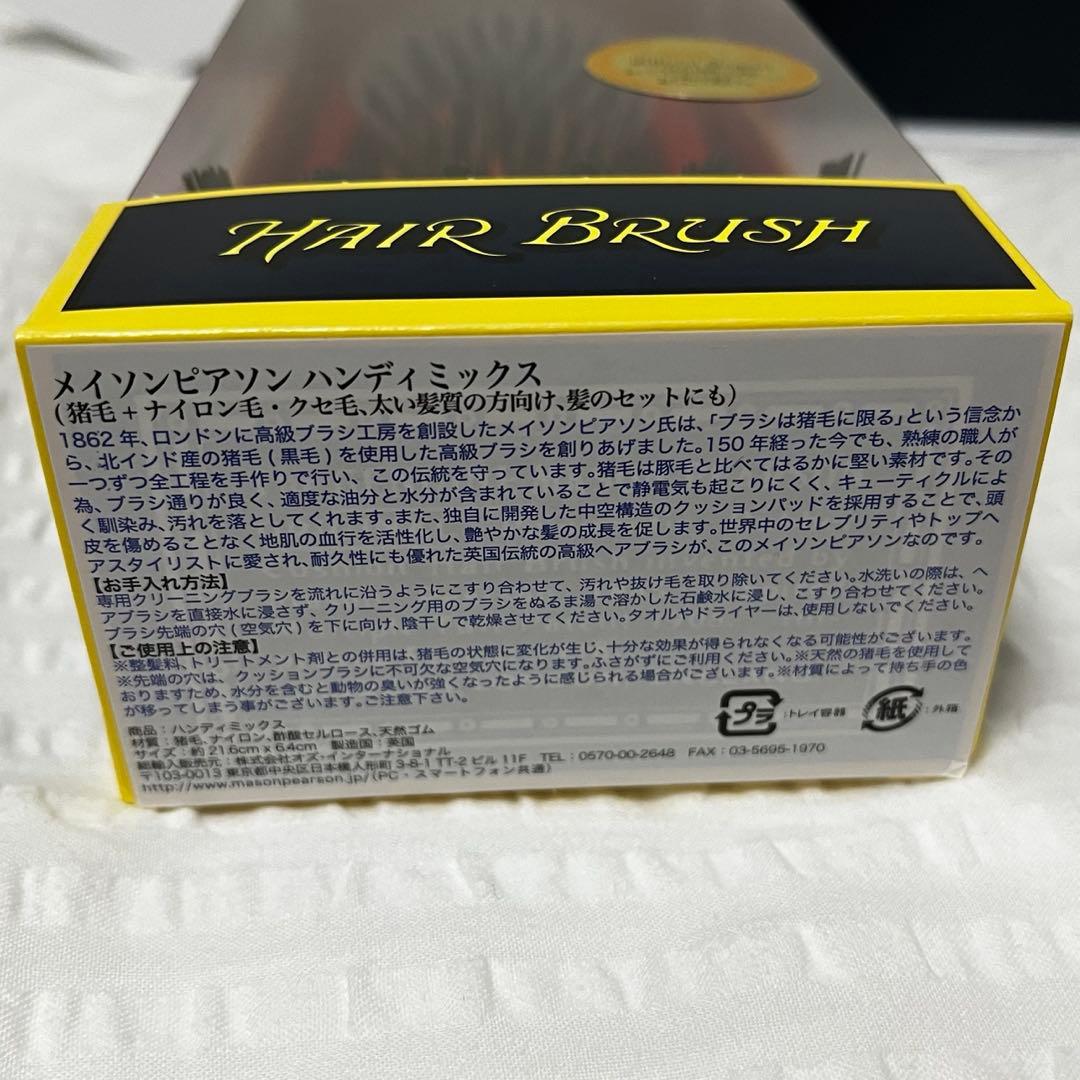 HAIR BRUSH
メイソンピアソン ハンディミックス
(猪毛+ナイロン毛・クセ毛、太い髪質の方向け、髪のセットにも)
1862年、ロンドンに高級ブラシ工房を創設したメイソンピアソン氏は、「ブラシは猪毛に限る」という信念か
ら、北インド産の猪毛(黒毛)を使用した高級ブラシを創りあげました。150年経った今でも、熟練の職人が
一つずつ全工程を手作りで行い、この伝統を守っています。猪毛は豚毛と比べてはるかに堅い素材です。その
為、ブラシ通りが良く、適度な油分と水分が含まれていることで静電気も起こりにくく、キューティクルによ
く馴染み、汚れを落としてくれます。また、独自に開発した中空構造のクッションパッドを採用することで、頭
皮を傷めることなく地肌の血行を活性化し、艶やかな髪の成長を促します。世界中のセレブリティやトップヘ
アスタイリストに愛され、耐久性にも優れた英国伝統の高級ヘアブラシが、このメイソンピアソンなのです。
【お手入れ方法】
専用クリーニングブラシを流れに沿うようにこすり合わせて、汚れや抜け毛を取り除いてください。水洗いの際は、ヘ
アブラシを直接水に浸さず、クリーニング用のブラシをぬるま湯で溶かした石鹸水に浸し、こすり合わせてください。
ブラシ先端の穴(空気穴)を下に向け、陰干しで乾燥させてください。タオルやドライヤーは、使用しないでください。
【ご使用上の注意】
※整髪料、トリートメント剤との併用は、猪毛の状態に変化が生じ、十分な効果が得られなくなる可能性がございます。
※先端の穴は、クッションブラシに不可欠な空気穴になります。ふさがずにご利用ください。※天然の猪毛を使用して
おりますため、水分を含むと動物の臭いが強くなったように感じられる場合がございます。※材質によって持ち手の色
が移ってしまう事がございます。ご注意下さい。
プラ :トレイ容器 紙 :外箱
商品:ハンディミックス
材質:猪毛、ナイロン、酢酸セルロース、天然ゴム
サイズ:約21.6cm x 6.4cm 製造国:英国
総輸入販売元:株式会社オズ・インターナショナル
〒103-0013 東京都中央区日本橋人形町3-8-1 TT-2ビル11F TEL:0570-00-2648 FAX:03-5695-1970
http://www.masonpearson.jp/(PC・スマートフォン共通)